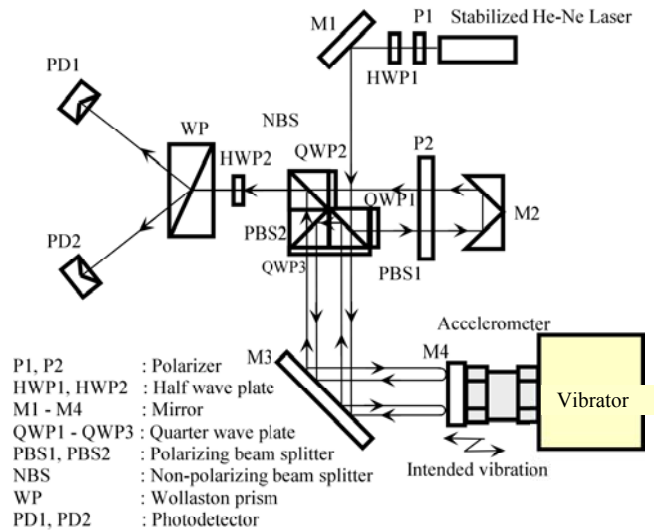 Stabilized He-Ne Laser
P1
M1
HWP1
PD1
WP
NBS
HWP2
QWP2
P2
QWP1
M2
PD2
PBS2
QWP3
PBS1
Accelerometer
M3
M4
Vibrator
Intended vibration
P1, P2 : Polarizer
HWP1, HWP2 : Half wave plate
M1 - M4 : Mirror
QWP1 - QWP3 : Quarter wave plate
PBS1, PBS2 : Polarizing beam splitter
NBS : Non-polarizing beam splitter
WP : Wollaston prism
PD1, PD2 : Photodetector